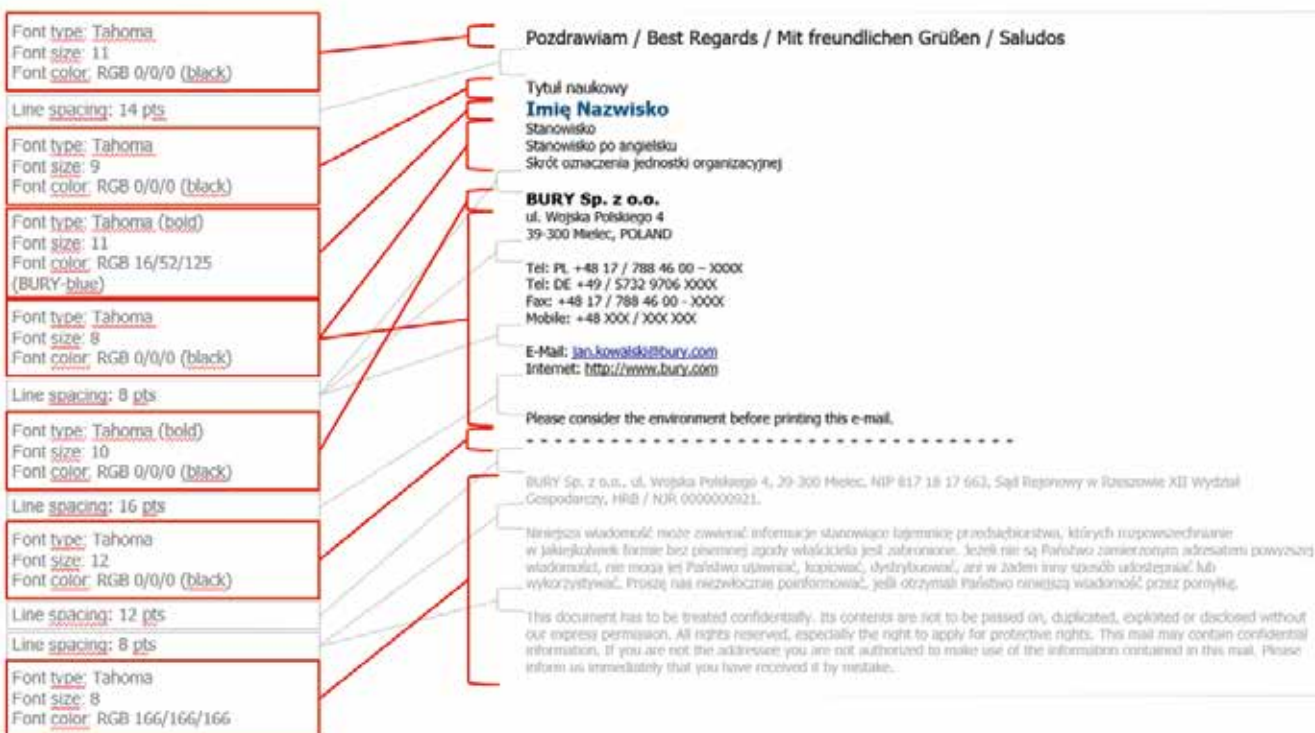 Font type: Tahoma
Font size: 11
Font color: RGB 0/0/0 (black)
Line spacing: 14 pts
Font type: Tahoma
Font size: 9
Font color: RGB 0/0/0 (black)
Font type: Tahoma (bold)
Font size: 11
Font color: RGB 16/52/125
(BURY-blue)
Font type: Tahoma
Font size: 8
Font color: RGB 0/0/0 (black)
Line spacing: 8 pts
Font type: Tahoma (bold)
Font size: 10
Font color: RGB 0/0/0 (black)
Line spacing: 16 pts
Font type: Tahoma
Font size: 12
Font color: RGB 0/0/0 (black)
Line spacing: 12 pts
Line spacing: 8 pts
Font type: Tahoma
Font size: 8
Font color: RGB 166/166/166
Pozdrawiam / Best Regards / Mit freundlichen Grüßen / Saludos
Tytuł naukowy
Imię Nazwisko
Stanowisko
Stanowisko po angielsku
Skrót oznaczenia jednostki organizacyjnej
BURY Sp. z o.o.
ul. Wojska Polskiego 4
39-300 Mielec, POLAND
Tel: PL +48 17 / 788 46 00 – XXXX
Tel: DE +49 / 5732 9706 XXXX
Fax: +48 17 / 788 46 00 - XXXX
Mobile: +48 XXX / XXX XXX
E-Mail: jan.kowalski@bury.com
Internet: http://www.bury.com
Please consider the environment before printing this e-mail.
- - - - - - - - - - - - - - - - - - - - - - - - - - - - - - - - - - - - - -
BURY Sp. z o.o., ul. Wojska Polskiego 4, 39-300 Mielec, NIP 817 18 17 663, Sąd Rejonowy w Rzeszowie XII Wydział
Gospodarczy, HRB / NJR 0000000921.
Niniejsza wiadomość może zawierać informacje stanowiące tajemnicę przedsiębiorstwa, których rozpowszechnianie
w jakiejkolwiek formie bez pisemnej zgody właściciela jest zabronione. Jeżeli nie są Państwo zamierzonym adresatem powyższej
wiadomości, nie mogą jej Państwo ujawniać, kopiować, dystrybuować, ani w żaden inny sposób udostępniać lub
wykorzystywać. Proszę nas niezwłocznie poinformować, jeśli otrzymali Państwo niniejszą wiadomość przez pomyłkę.
This document has to be treated confidentially. Its contents are not to be passed on, duplicated, exploited or disclosed without
our express permission. All rights reserved, especially the right to apply for protective rights. This mail may contain confidential
information. If you are not the addressee you are not authorized to make use of the information contained in this mail. Please
inform us immediately that you have received it by mistake.